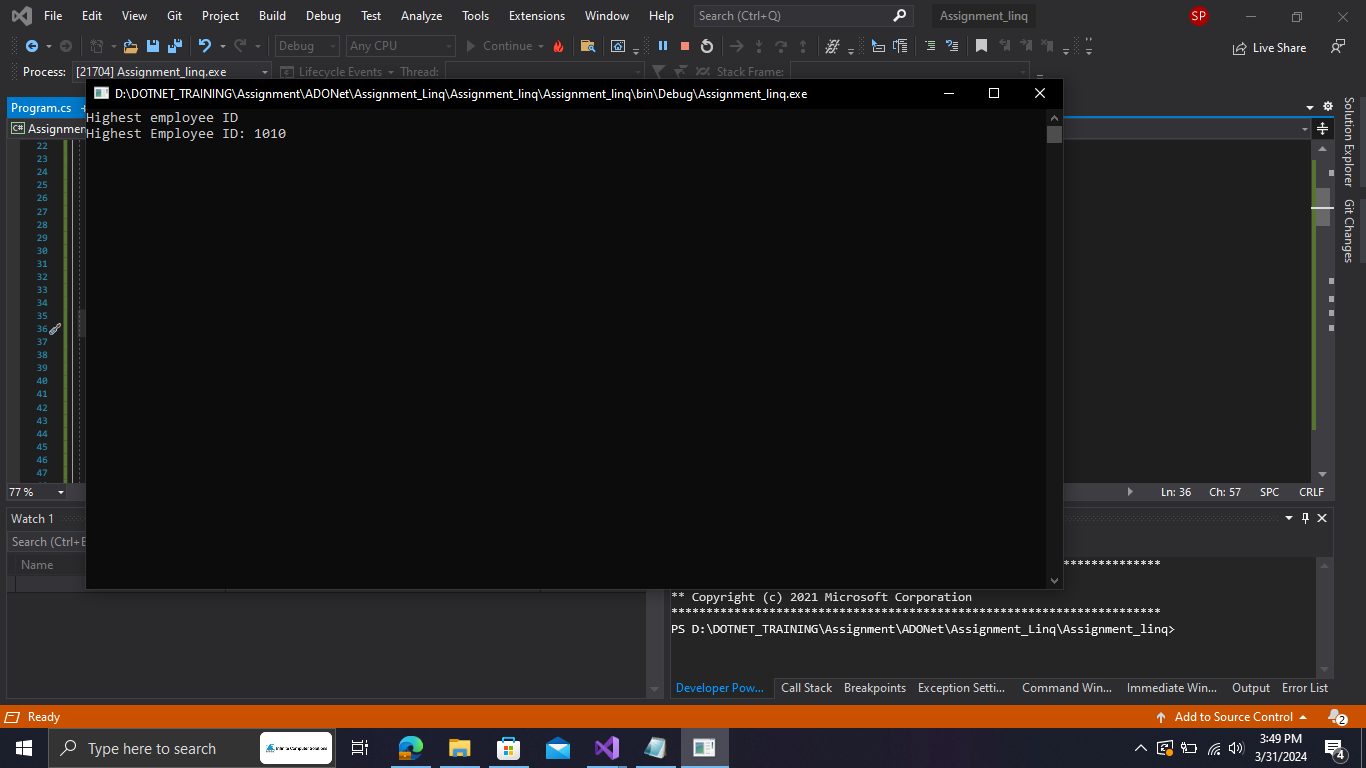 File Edit View Git Project Build Debug Test Analyze Tools Extensions Window Help Search (Ctrl+Q) Assignment_linq SP
Debug Any CPU Continue Live Share
Process: [21704] Assignment_linq.exe Lifecycle Events Thread: Stack Frame:
D:\DOTNET_TRAINING\Assignment\ADONet\Assignment_Linq\Assignment_linq\Assignment_linq\bin\Debug\Assignment_linq.exe
Program.cs
C# Assignmen
Highest employee ID
Highest Employee ID: 1010
22
23
24
25
26
27
28
29
30
31
32
33
34
35
36
37
38
39
40
41
42
43
44
45
46
47
Solution Explorer
Git Changes
77 % Ln: 36 Ch: 57 SPC CRLF
Watch 1
Search (Ctrl+E
Name
**************
** Copyright (c) 2021 Microsoft Corporation
**********************************************************************
PS D:\DOTNET_TRAINING\Assignment\ADONet\Assignment_Linq\Assignment_linq>
Developer Pow... Call Stack Breakpoints Exception Setti... Command Win... Immediate Win... Output Error List
Ready Add to Source Control 2
Type here to search Infinite Computer Solutions
3:49 PM
3/31/2024
4